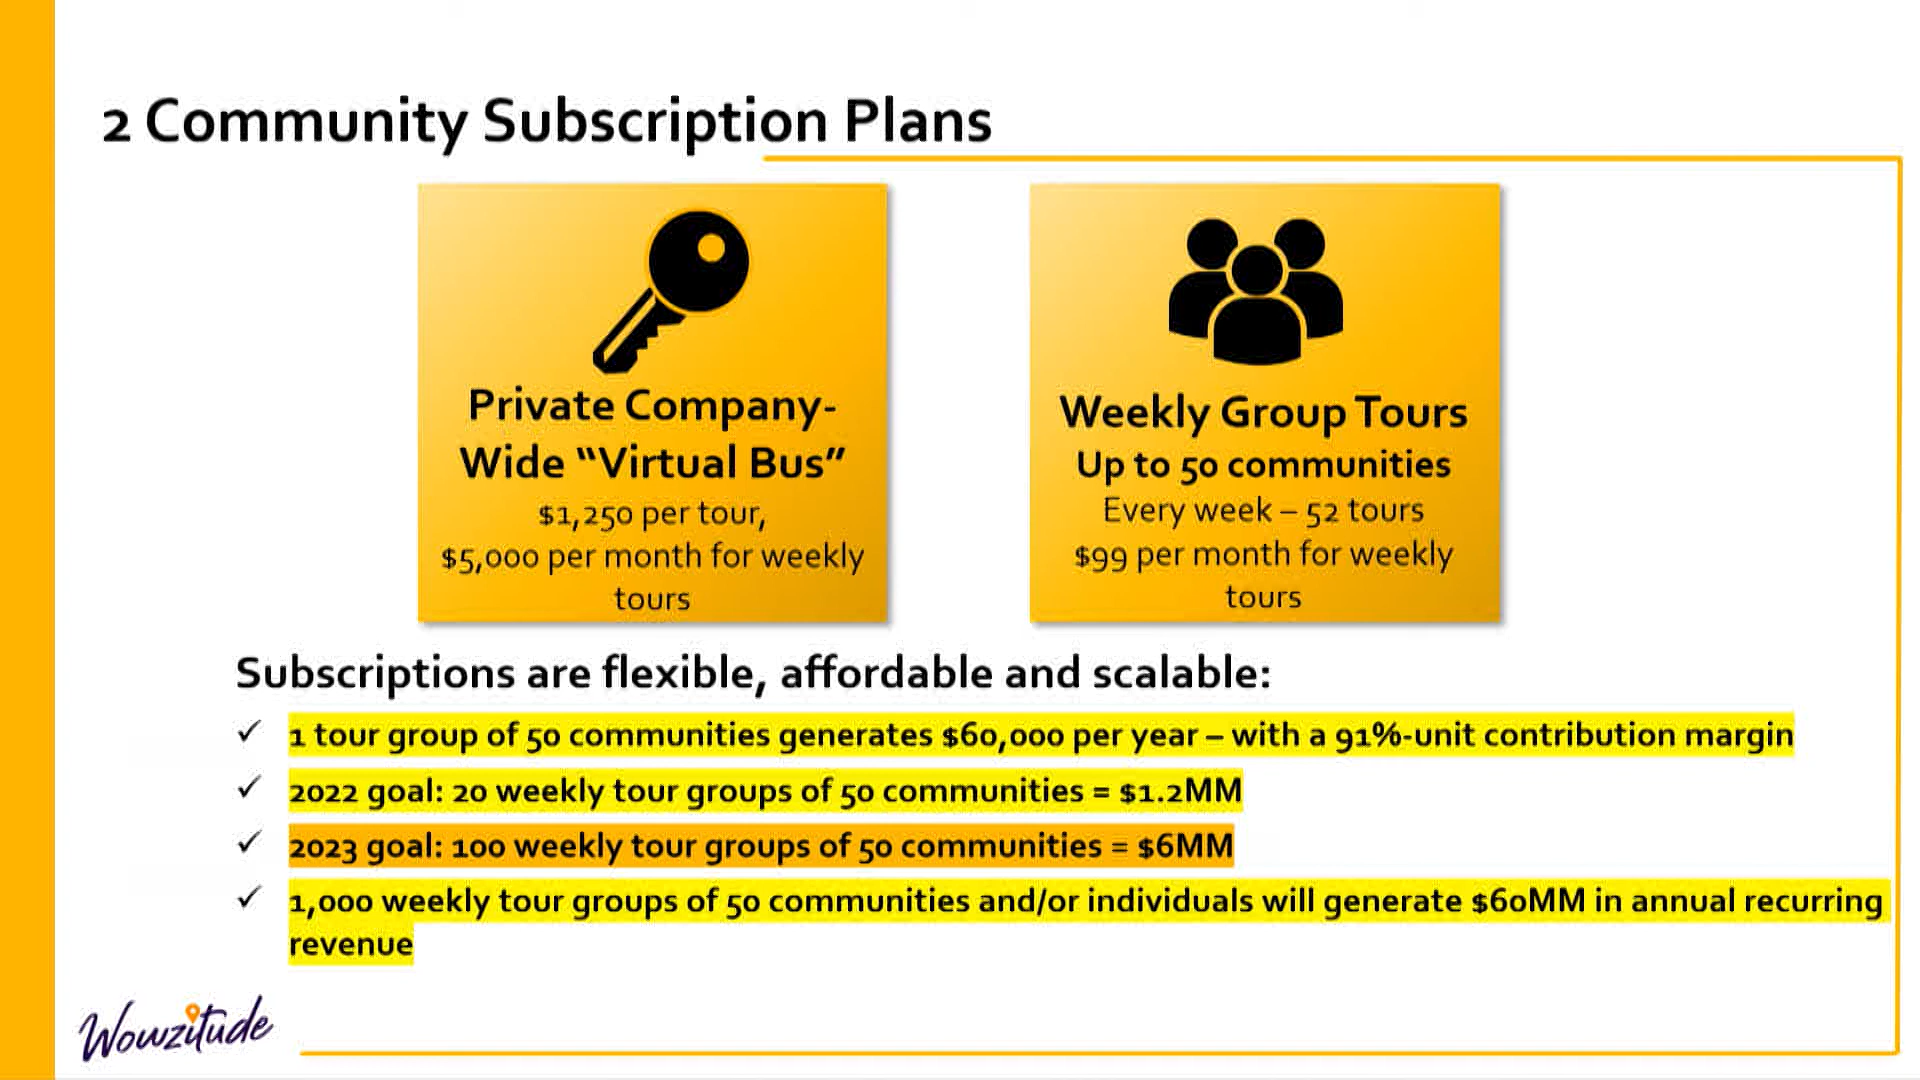 2 Community Subscription Plans
Private Company-
Wide “Virtual Bus”
$1,250 per tour,
$5,000 per month for weekly
tours
Weekly Group Tours
Up to 50 communities
Every week – 52 tours
$99 per month for weekly
tours
Subscriptions are flexible, affordable and scalable:
✓ 1 tour group of 50 communities generates $60,000 per year – with a 91%-unit contribution margin
✓ 2022 goal: 20 weekly tour groups of 50 communities = $1.2MM
✓ 2023 goal: 100 weekly tour groups of 50 communities = $6MM
✓ 1,000 weekly tour groups of 50 communities and/or individuals will generate $60MM in annual recurring
revenue
Wowzitude